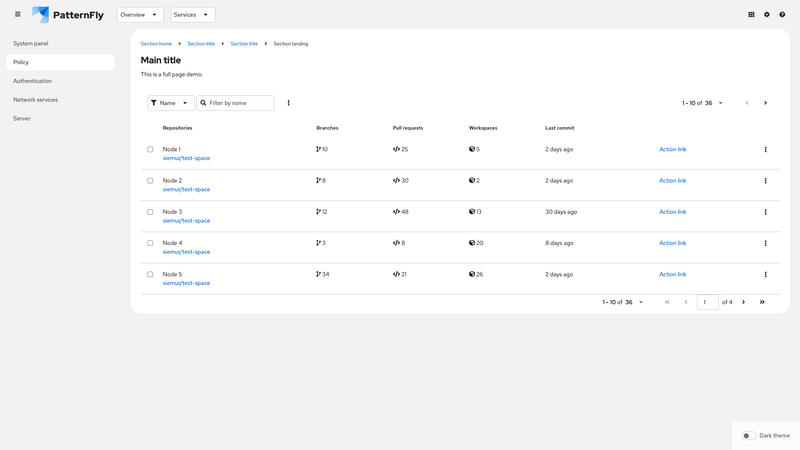 PatternFly
Overview
Services
System panel
Policy
Authentication
Network services
Server
Section home
Section title
Section title
Section landing
Main title
This is a full page demo.
Name
Filter by name
1 - 10 of 36
Repositories Branches Pull requests Workspaces Last commit
Node 1 10 25 5 2 days ago Action link
siemur/test-space
Node 2 8 30 2 2 days ago Action link
siemur/test-space
Node 3 12 48 13 30 days ago Action link
siemur/test-space
Node 4 3 8 20 8 days ago Action link
siemur/test-space
Node 5 34 21 26 2 days ago Action link
siemur/test-space
1 - 10 of 36 1 of 4
Dark theme